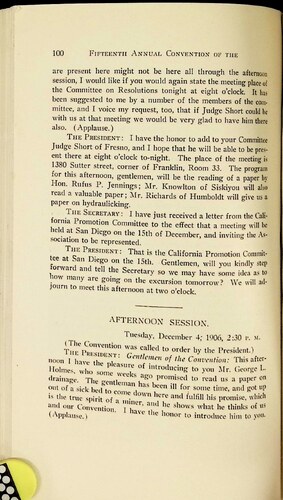 100 FIFTEENTH ANNUAL CONVENTION OF THE
are present here might not be here all through the afternoon
session, I would like if you would again state the meeting place of
the Committee on Resolutions tonight at eight o'clock. It has
been suggested to me by a number of the members of the com-
mittee, and I voice my request, too, that if Judge Short could be
with us at that meeting we would be very glad to have him there
also. (Applause.)
THE PRESIDENT: I have the honor to add to your Committee
Judge Short of Fresno, and I hope that he will be able to be pres-
ent there at eight o'clock to-night. The place of the meeting is
1380 Sutter street, corner of Franklin, Room 33. The program
for this afternoon, gentlemen, will be the reading of a paper by
Hon. Rufus P. Jennings; Mr. Knowlton of Siskiyou will also
read a valuable paper; Mr. Richards of Humboldt will give us a
paper on hydraulicking.
THE SECRETARY: I have just received a letter from the Cali-
fornia Promotion Committee to the effect that a meeting will be
held at San Diego on the 15th of December, and inviting the As-
sociation to be represented.
THE PRESIDENT: That is the California Promotion Commit-
tee at San Diego on the 15th. Gentlemen, will you kindly step
forward and tell the Secretary so we may have some idea as to
how many are going on the excursion tomorrow? We will ad-
journ to meet this afternoon at two o'clock.
AFTERNOON SESSION.
Tuesday, December 4, 1906, 2:30 P. M.
(The Convention was called to order by the President.)
THE PRESIDENT: Gentlemen of the Convention: This after-
noon I have the pleasure of introducing to you Mr. George L.
Holmes, who some weeks ago promised to read us a paper on
drainage. The gentleman has been ill for some time, and got up
out of a sick bed to come down here and fulfill his promise, which
is the true spirit of a miner, and he shows what he thinks of us
and our Convention. I have the honor to introduce him to you.
(Applause.)